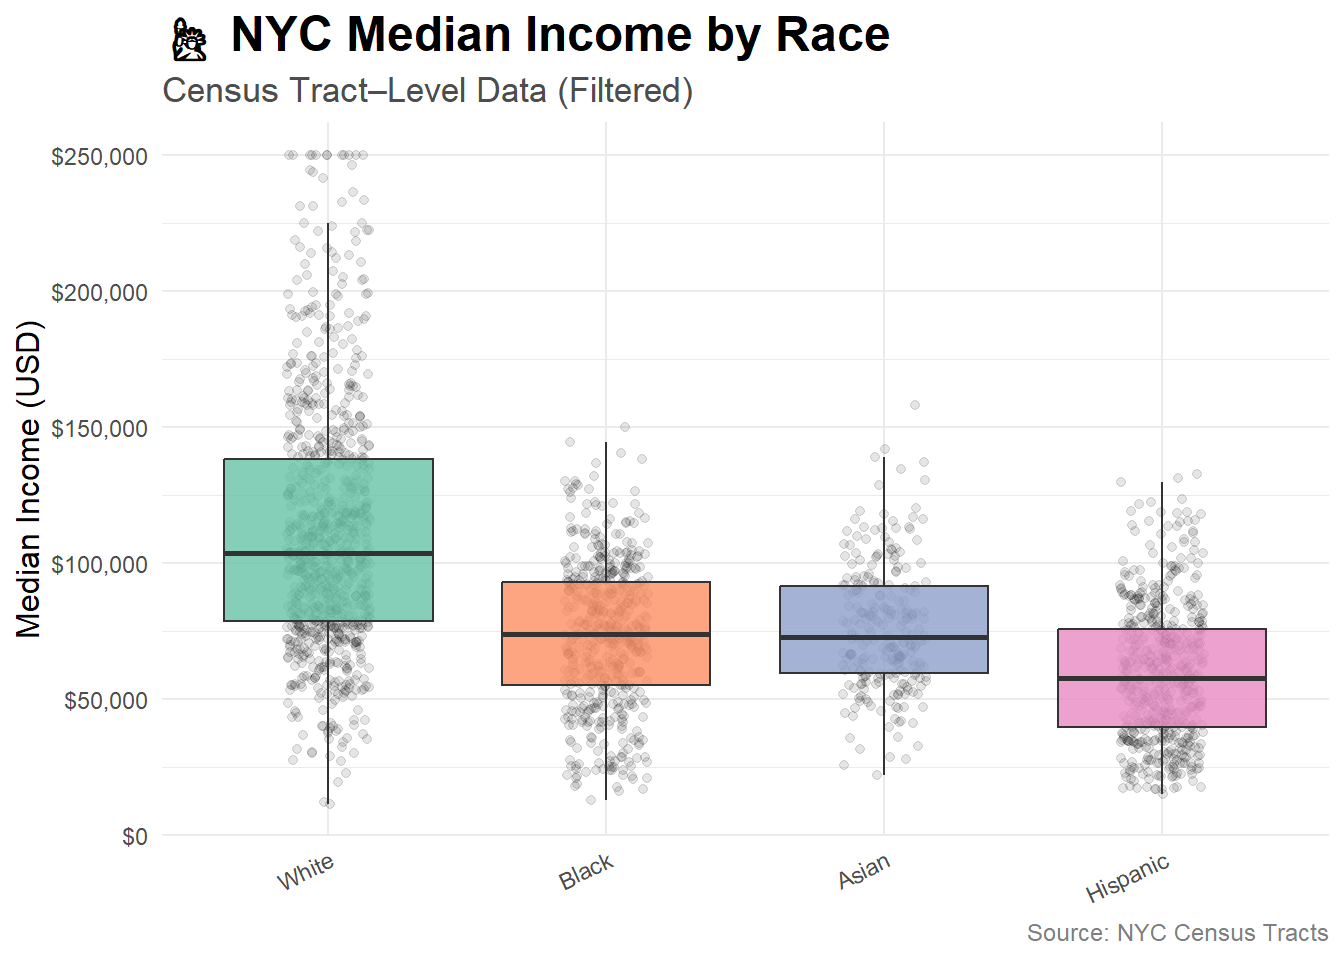 🗽 NYC Median Income by Race
Census Tract–Level Data (Filtered)
Median Income (USD)
$250,000
$200,000
$150,000
$100,000
$50,000
$0
White
Black
Asian
Hispanic
Source: NYC Census Tracts